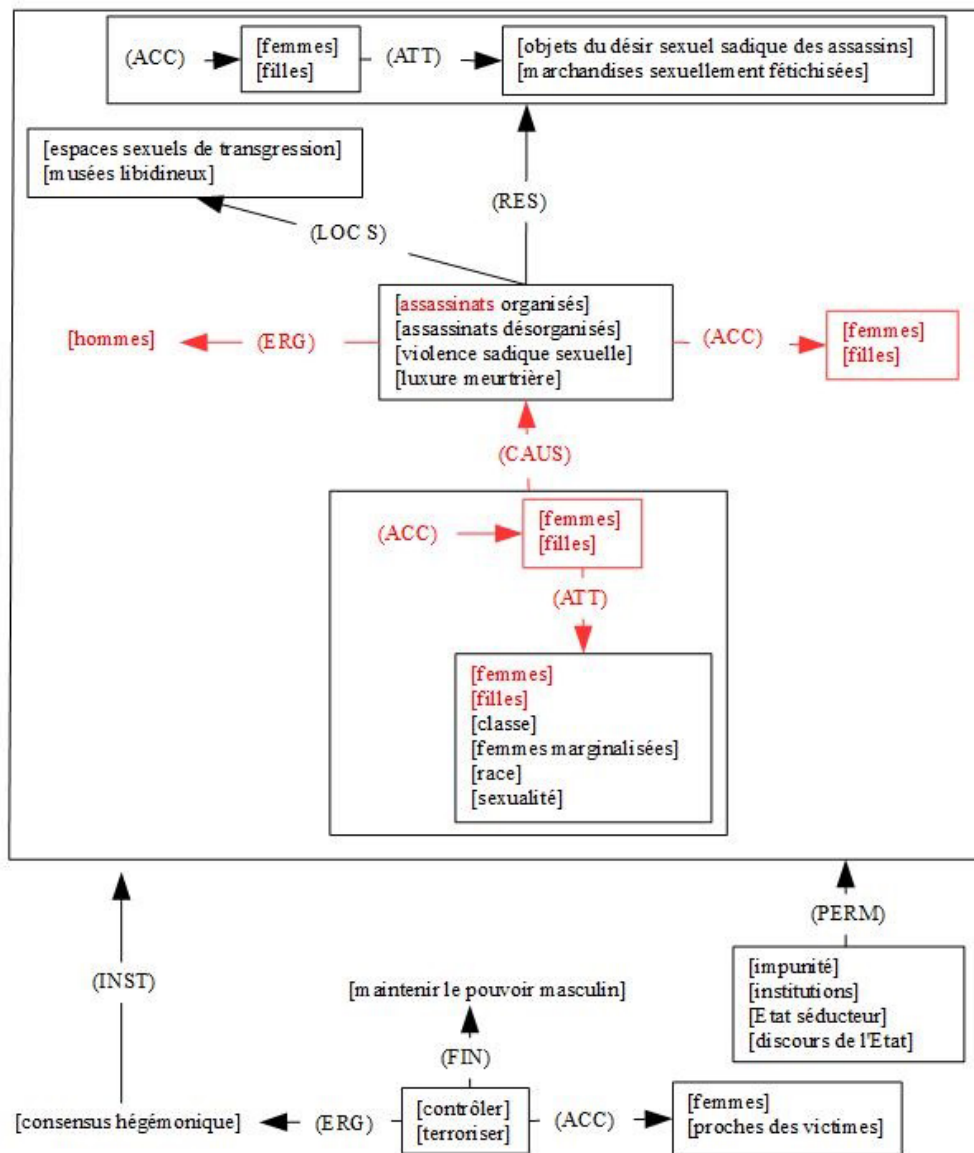 (ACC)
[femmes]
[filles]
(ATT)
[objets du désir sexuel sadique des assassins]
[marchandises sexuellement fétichisées]
[espaces sexuels de transgression]
[musées libidineux]
(RES)
(LOC S)
[hommes]
(ERG)
[assassinats organisés]
[assassinats désorganisés]
[violence sadique sexuelle]
[luxure meurtrière]
(ACC)
[femmes]
[filles]
(CAUS)
(ACC)
[femmes]
[filles]
(ATT)
[femmes]
[filles]
[classe]
[femmes marginalisées]
[race]
[sexualité]
(PERM)
(INST)
[maintenir le pouvoir masculin]
[impunité]
[institutions]
[Etat séducteur]
[discours de l'Etat]
(FIN)
[consensus hégémonique]
(ERG)
[contrôler]
[terroriser]
(ACC)
[femmes]
[proches des victimes]